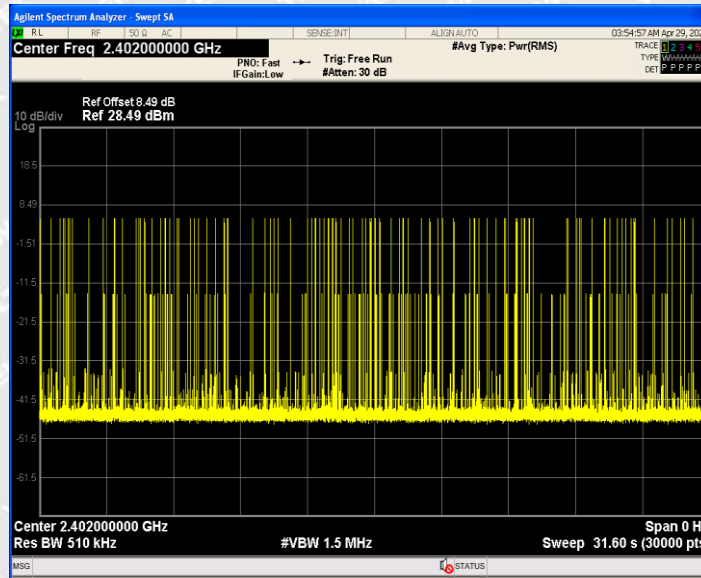 Agilent Spectrum Analyzer - Swept SA
RL RF 50 Ω AC SENSE:INT ALIGN AUTO 03:54:57 AM Apr 29, 202
Center Freq 2.402000000 GHz
#Avg Type: Pwr(RMS)
TRACE 1 2 3 4 5
TYPE W
DET P P P P P
PNO: Fast
IFGain:Low
Trig: Free Run
#Atten: 30 dB
Ref Offset 8.49 dB
10 dB/div Ref 28.49 dBm
Log
18.5
8.49
-1.51
-11.5
-21.5
-31.5
-41.5
-51.5
-61.5
Center 2.402000000 GHz Span 0 H
Res BW 510 kHz #VBW 1.5 MHz Sweep 31.60 s (30000 pts
MSG STATUS